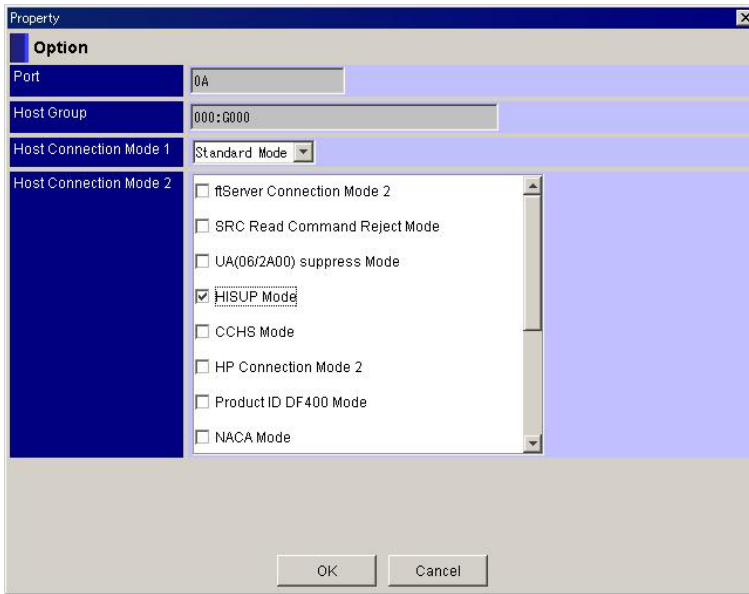 Property
Option
Port
0A
Host Group
000:G000
Host Connection Mode 1
Standard Mode
Host Connection Mode 2
ftServer Connection Mode 2
SRC Read Command Reject Mode
UA(06/2A00) suppress Mode
HISUP Mode
CCHS Mode
HP Connection Mode 2
Product ID DF400 Mode
NACA Mode
OK
Cancel